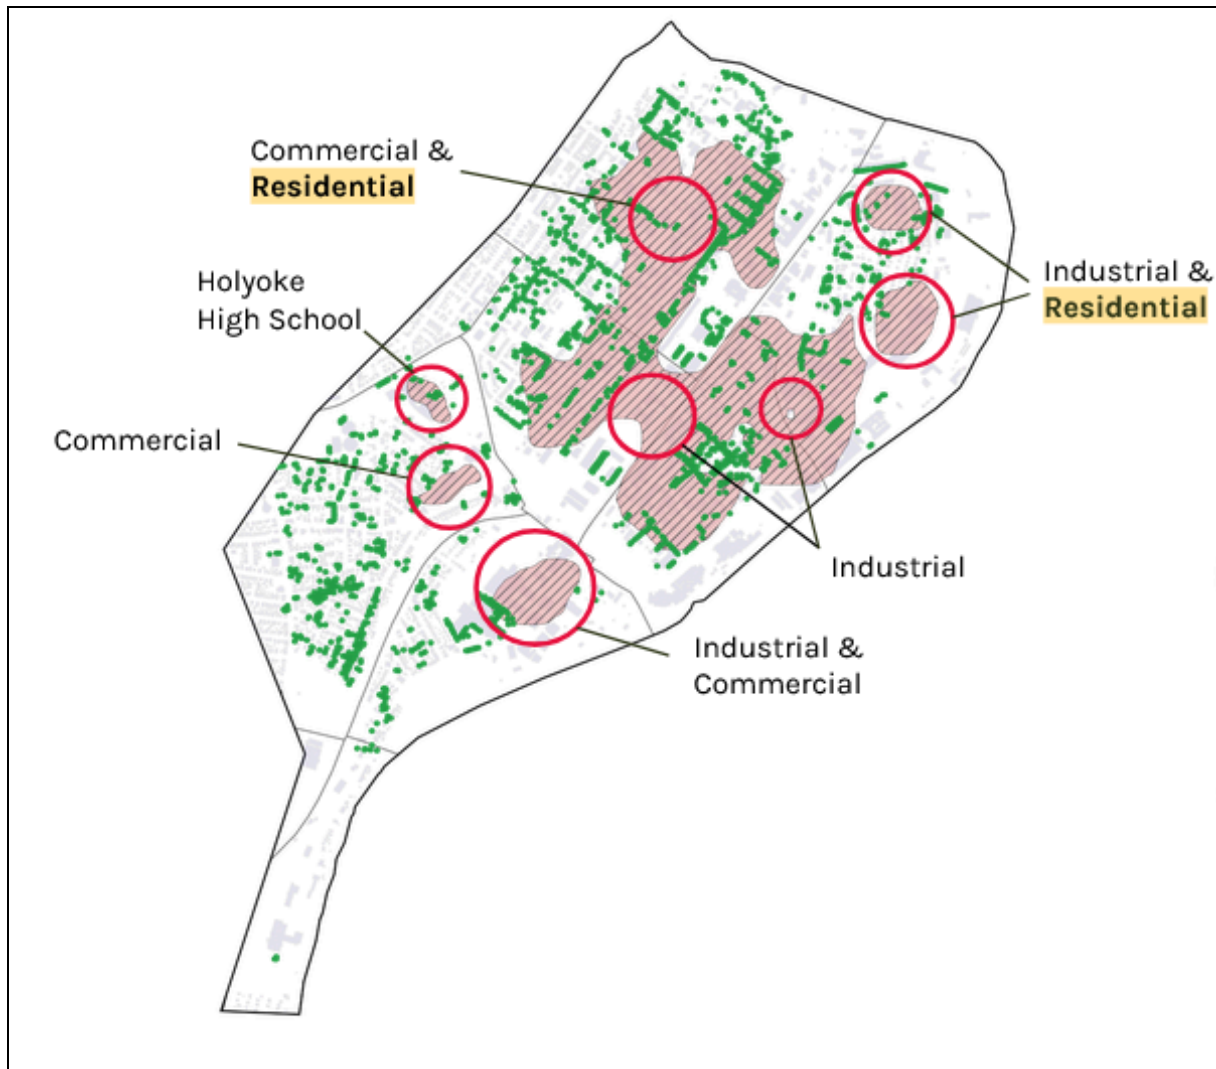 Commercial &
Residential
Holyoke
High School
Industrial &
Residential
Commercial
Industrial
Industrial &
Commercial